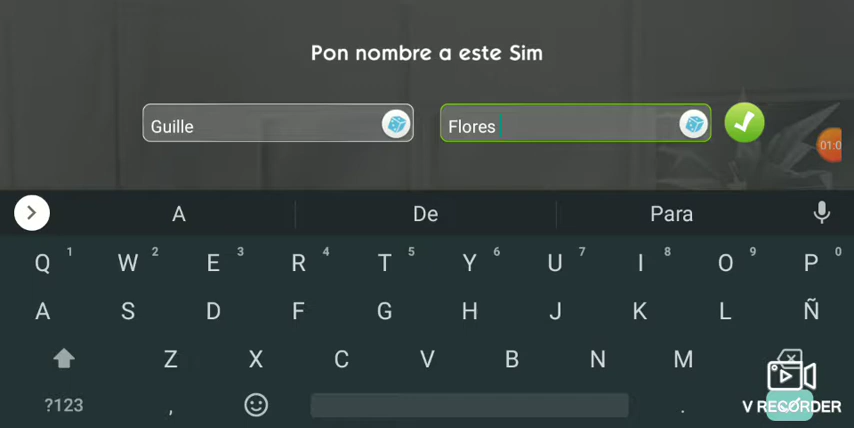 Pon nombre a este Sim
Guille Flores
01:0
A De Para
Q 1 W 2 E 3 R 4 T 5 Y 6 U 7 I 8 O 9 P 0
A S D F G H J K L Ñ
Z X C V B N M
?123 , .
V RECORDER